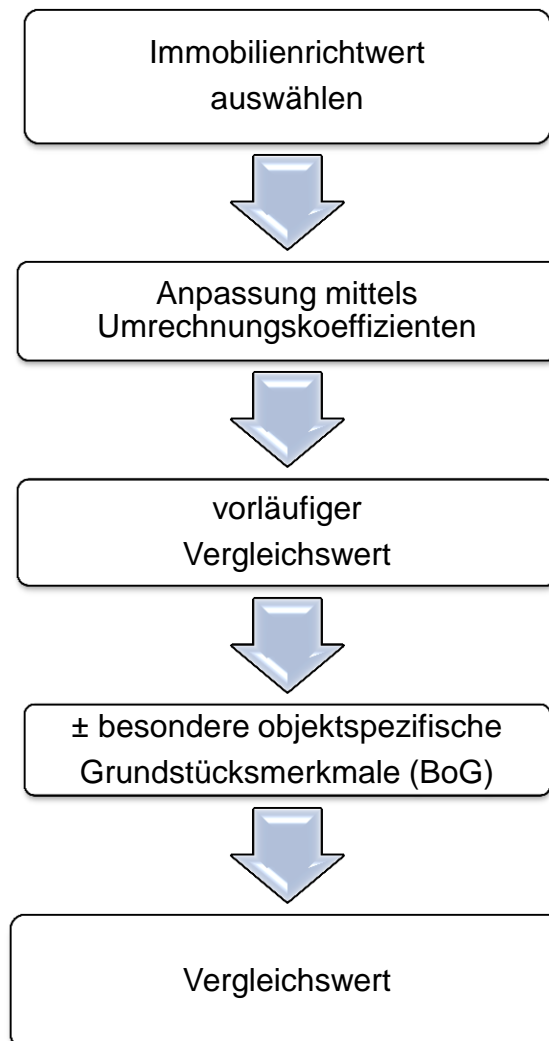 Immobilienrichtwert
auswählen
Anpassung mittels
Umrechnungskoeffizienten
vorläufiger
Vergleichswert
± besondere objektspezifische
Grundstücksmerkmale (BoG)
Vergleichswert